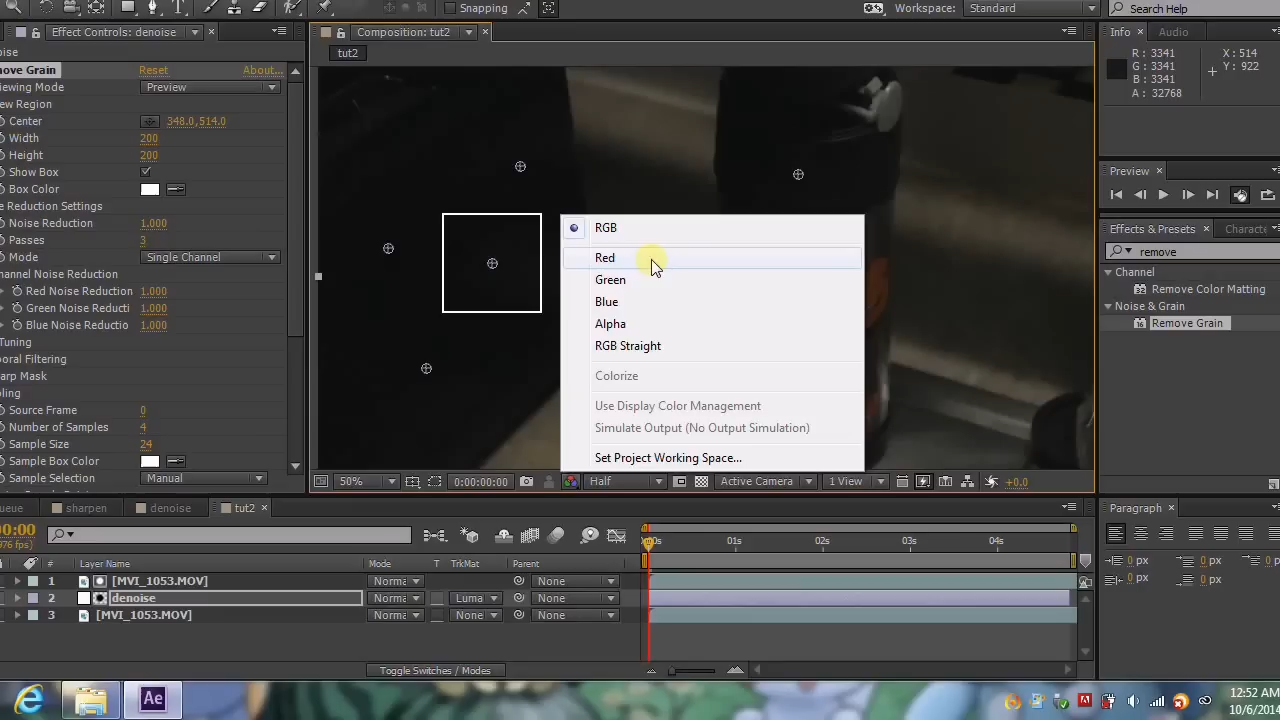 Snapping
Workspace:
Standard
Search Help
Effect Controls: denoise
Composition: tut2
Info
Audio
oise
tut2
R : 3341
X : 514
G : 3341
Y : 922
B : 3341
A : 32768
move Grain
Reset
About...
iewing Mode
Preview
iew Region
Center
348.0,514.0
Width
200
Height
200
Show Box
Box Color
e Reduction Settings
Noise Reduction
1.000
Passes
3
Mode
Single Channel
hannel Noise Reduction
Red Noise Reduction
1.000
Green Noise Reducti
1.000
Blue Noise Reductio
1.000
Tuning
poral Filtering
arp Mask
pling
Source Frame
0
Number of Samples
4
Sample Size
24
Sample Box Color
Sample Selection
Manual
RGB
Red
Green
Blue
Alpha
RGB Straight
Colorize
Use Display Color Management
Simulate Output (No Output Simulation)
Set Project Working Space...
Preview
Effects & Presets
Characte
remove
Channel
Remove Color Matting
Noise & Grain
16
Remove Grain
50%
0:00:00:00
Half
Active Camera
1 View
+0.0
ueue
sharpen
denoise
tut2
Paragraph
:00:00
976 fps)
:00s
01s
02s
03s
04s
#
Layer Name
Mode
T
TrkMat
Parent
1
[MVI_1053.MOV]
Norma
None
2
denoise
Norma
Luma
None
3
[MVI_1053.MOV]
Norma
None
None
0 px
0 px
0 px
0 px
0 px
Toggle Switches / Modes
Ae
12:52 AM
10/6/2014